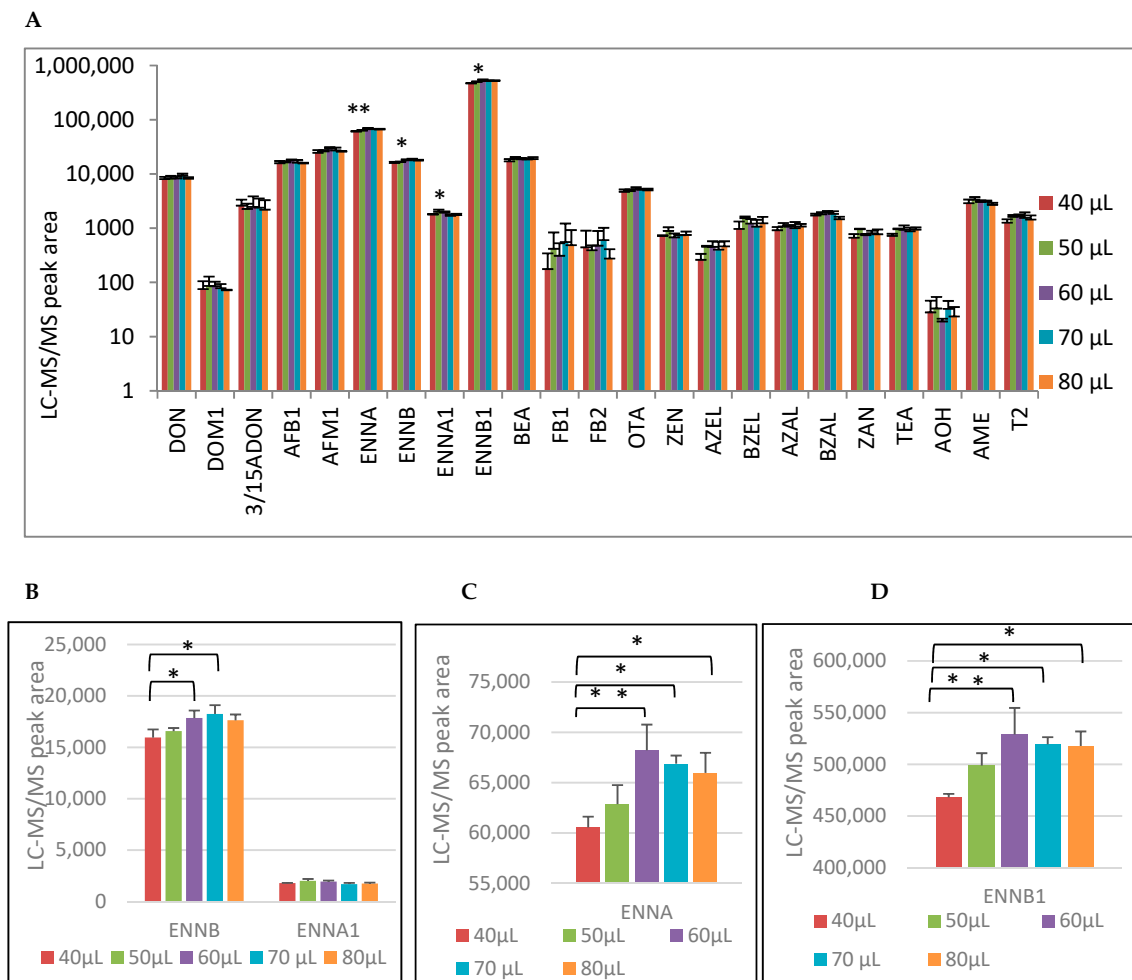 A
LC-MS/MS peak area
1,000,000
100,000
10,000
1000
100
10
1
* ** * * *
DON DOM1 3/15ADON AFB1 AFM1 ENNA ENNB ENNA1 ENNB1 BEA FB1 FB2 OTA ZEN AZEL BZEL AZAL BZAL ZAN TEA AOH AME T2
40 µL
50 µL
60 µL
70 µL
80 µL
B
LC-MS/MS peak area
25,000
20,000
15,000
10,000
5,000
0
*
*
ENNB ENNA1
40µL 50µL 60µL 70 µL 80µL
C
LC-MS/MS peak area
75,000
70,000
65,000
60,000
55,000
*
*
* *
ENNA
40µL 50µL 60µL
70 µL 80µL
D
LC-MS/MS peak area
600,000
550,000
500,000
450,000
400,000
*
*
* *
ENNB1
40µL 50µL 60µL
70 µL 80µL